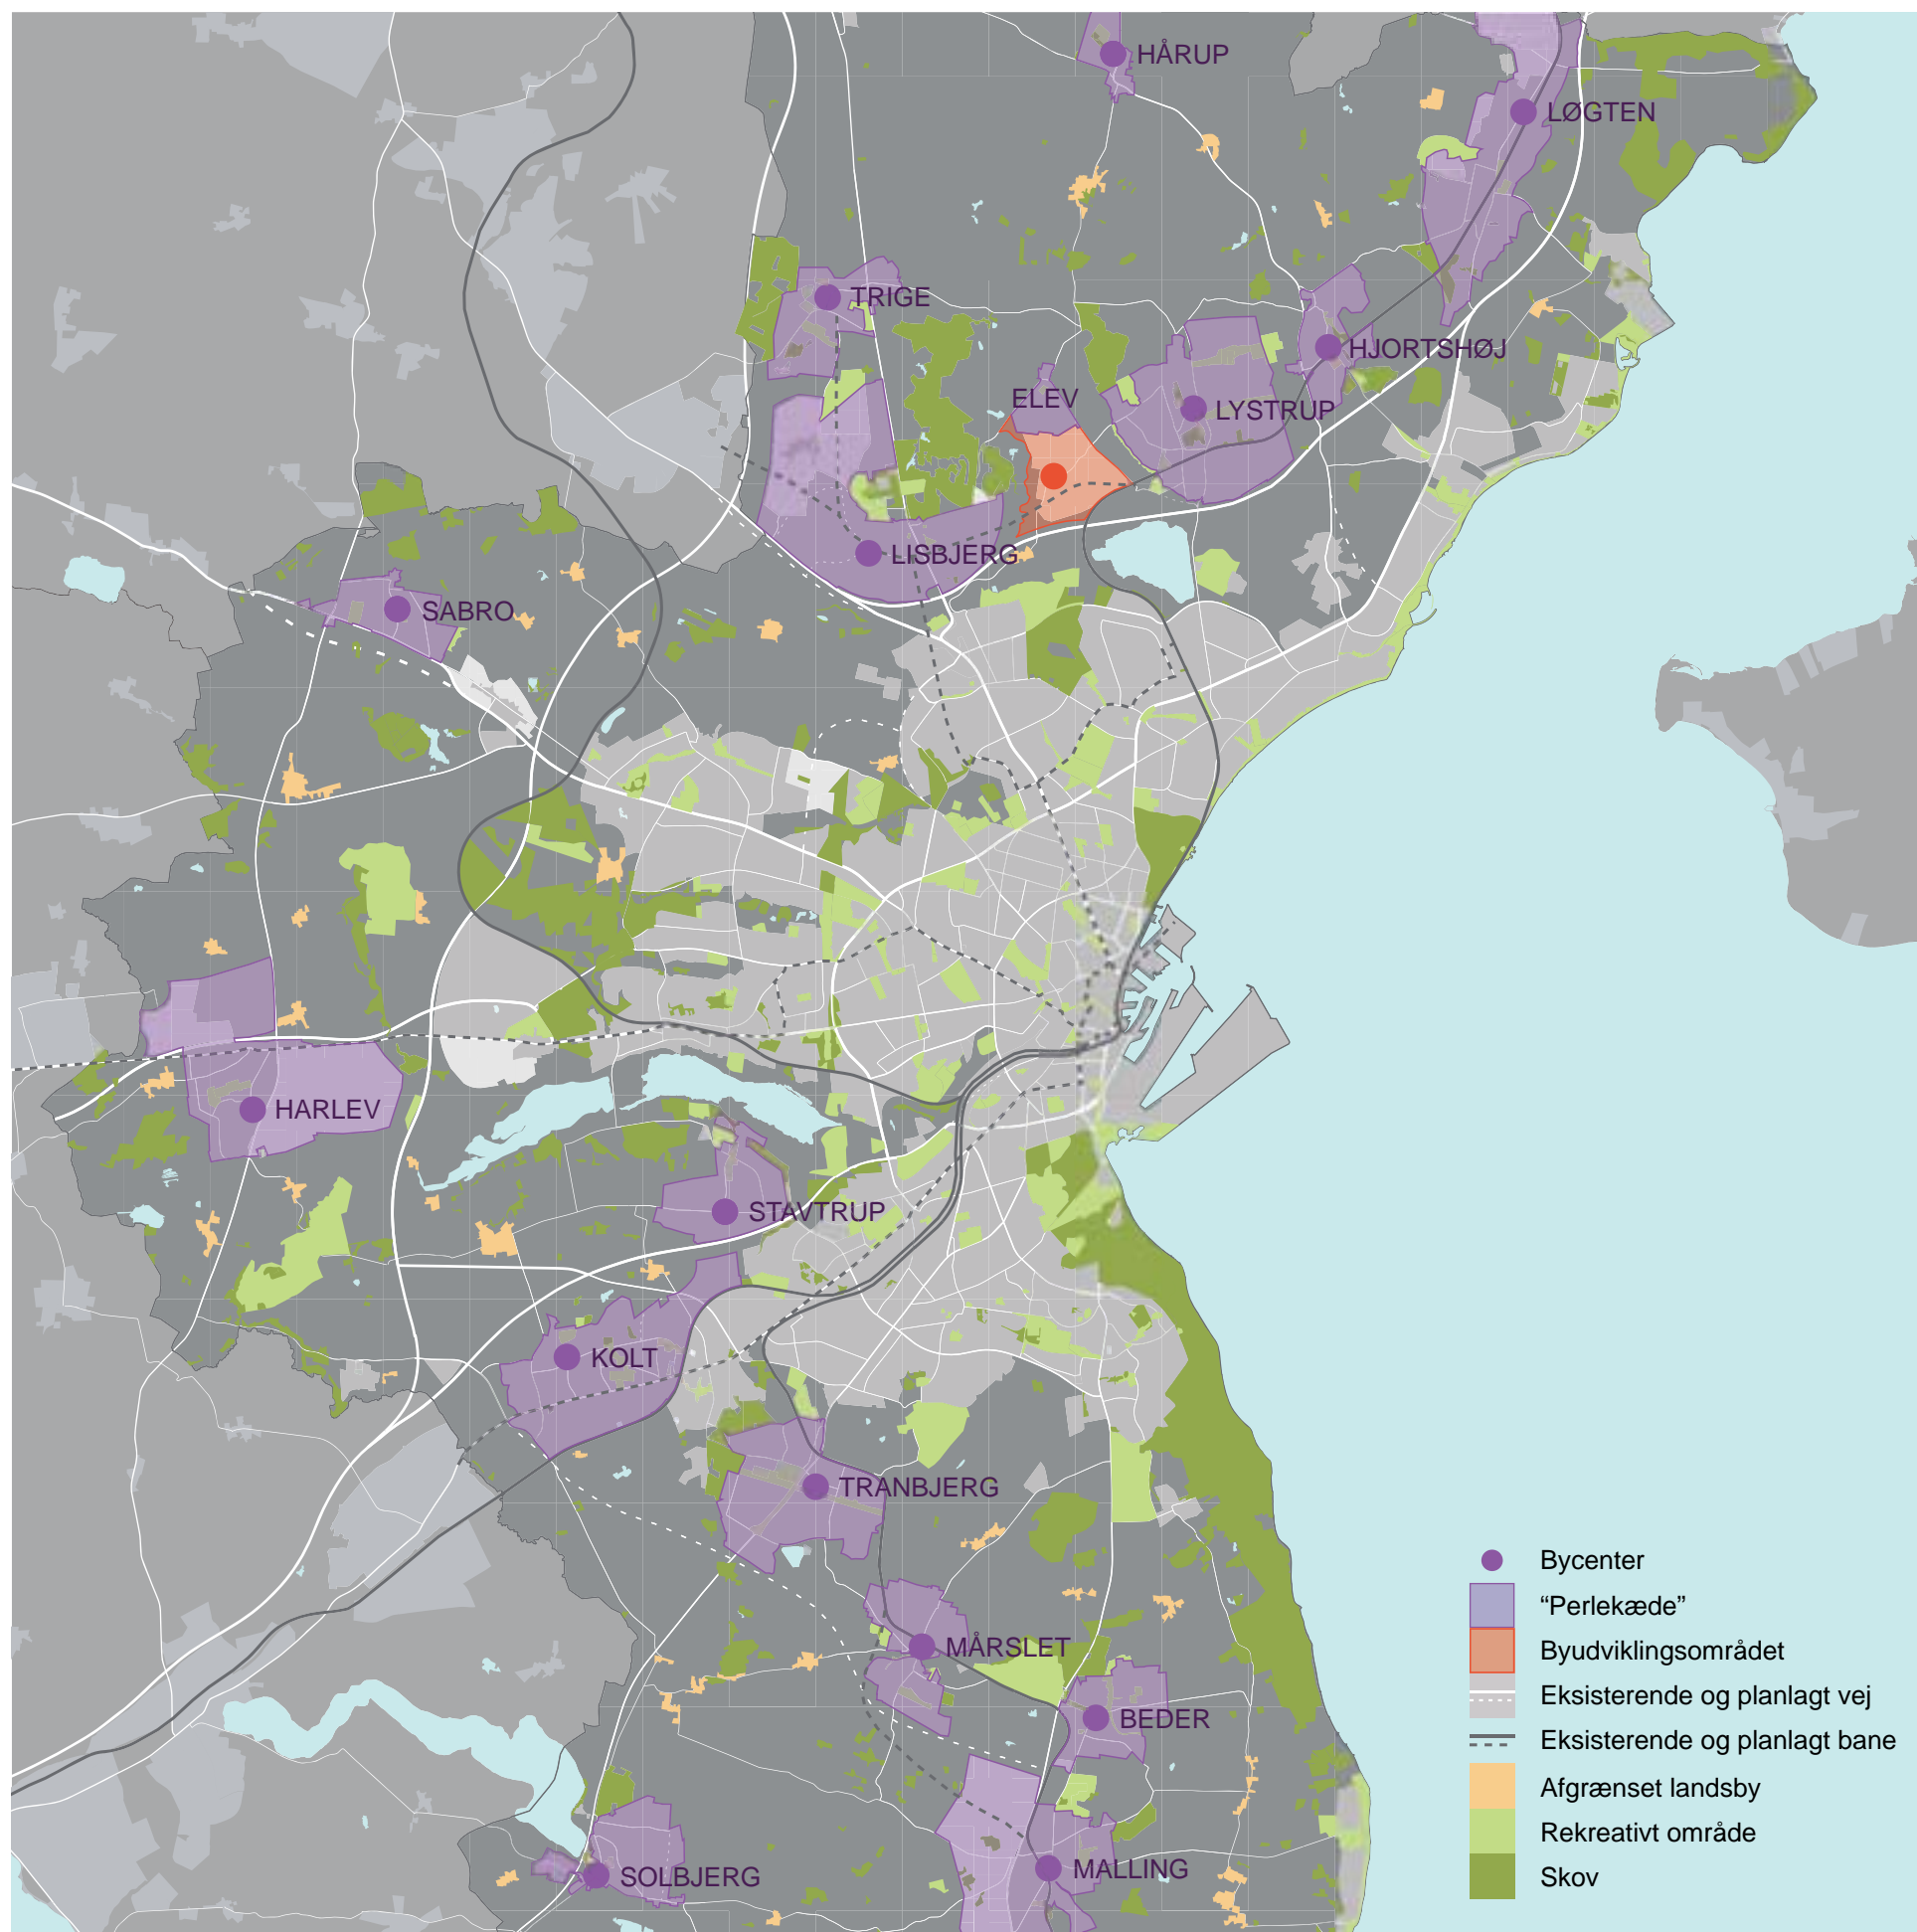 HÅRUP
LØGTEN
TRIGE
HJORTSHØJ
ELEV
LYSTRUP
LISBJERG
SABRO
HARLEV
STAVTRUP
KOLT
TRANBJERG
MÅRSLET
BEDER
MALLING
SOLBJERG
Bycenter
“Perlekæde”
Byudviklingsområdet
Eksisterende og planlagt vej
Eksisterende og planlagt bane
Afgrænset landsby
Rekreativt område
Skov